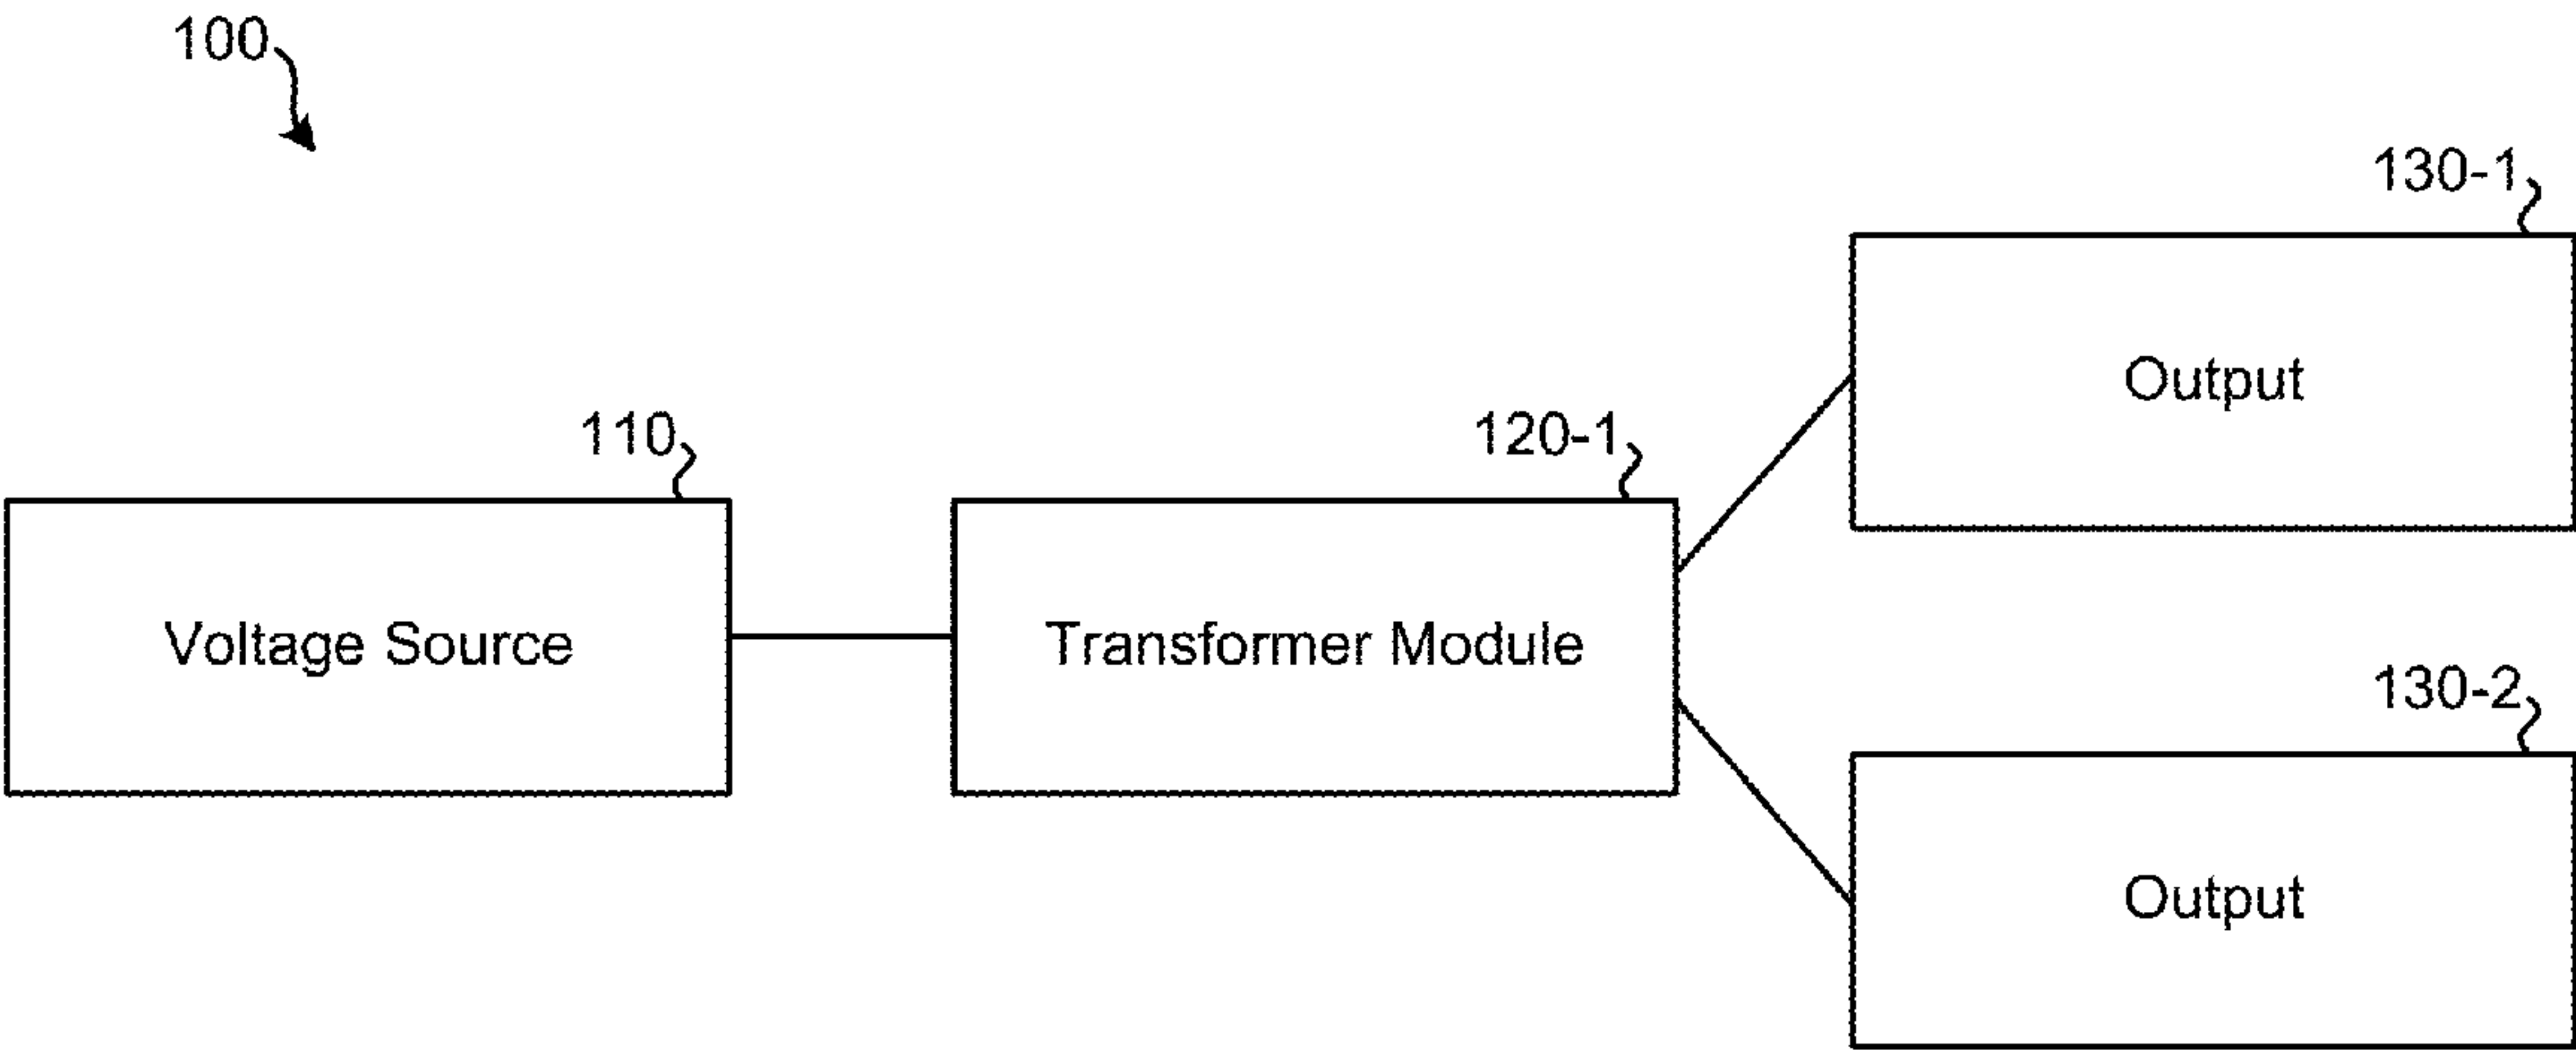 100
130-1
Output
110
120-1
Voltage Source
Transformer Module
130-2
Output